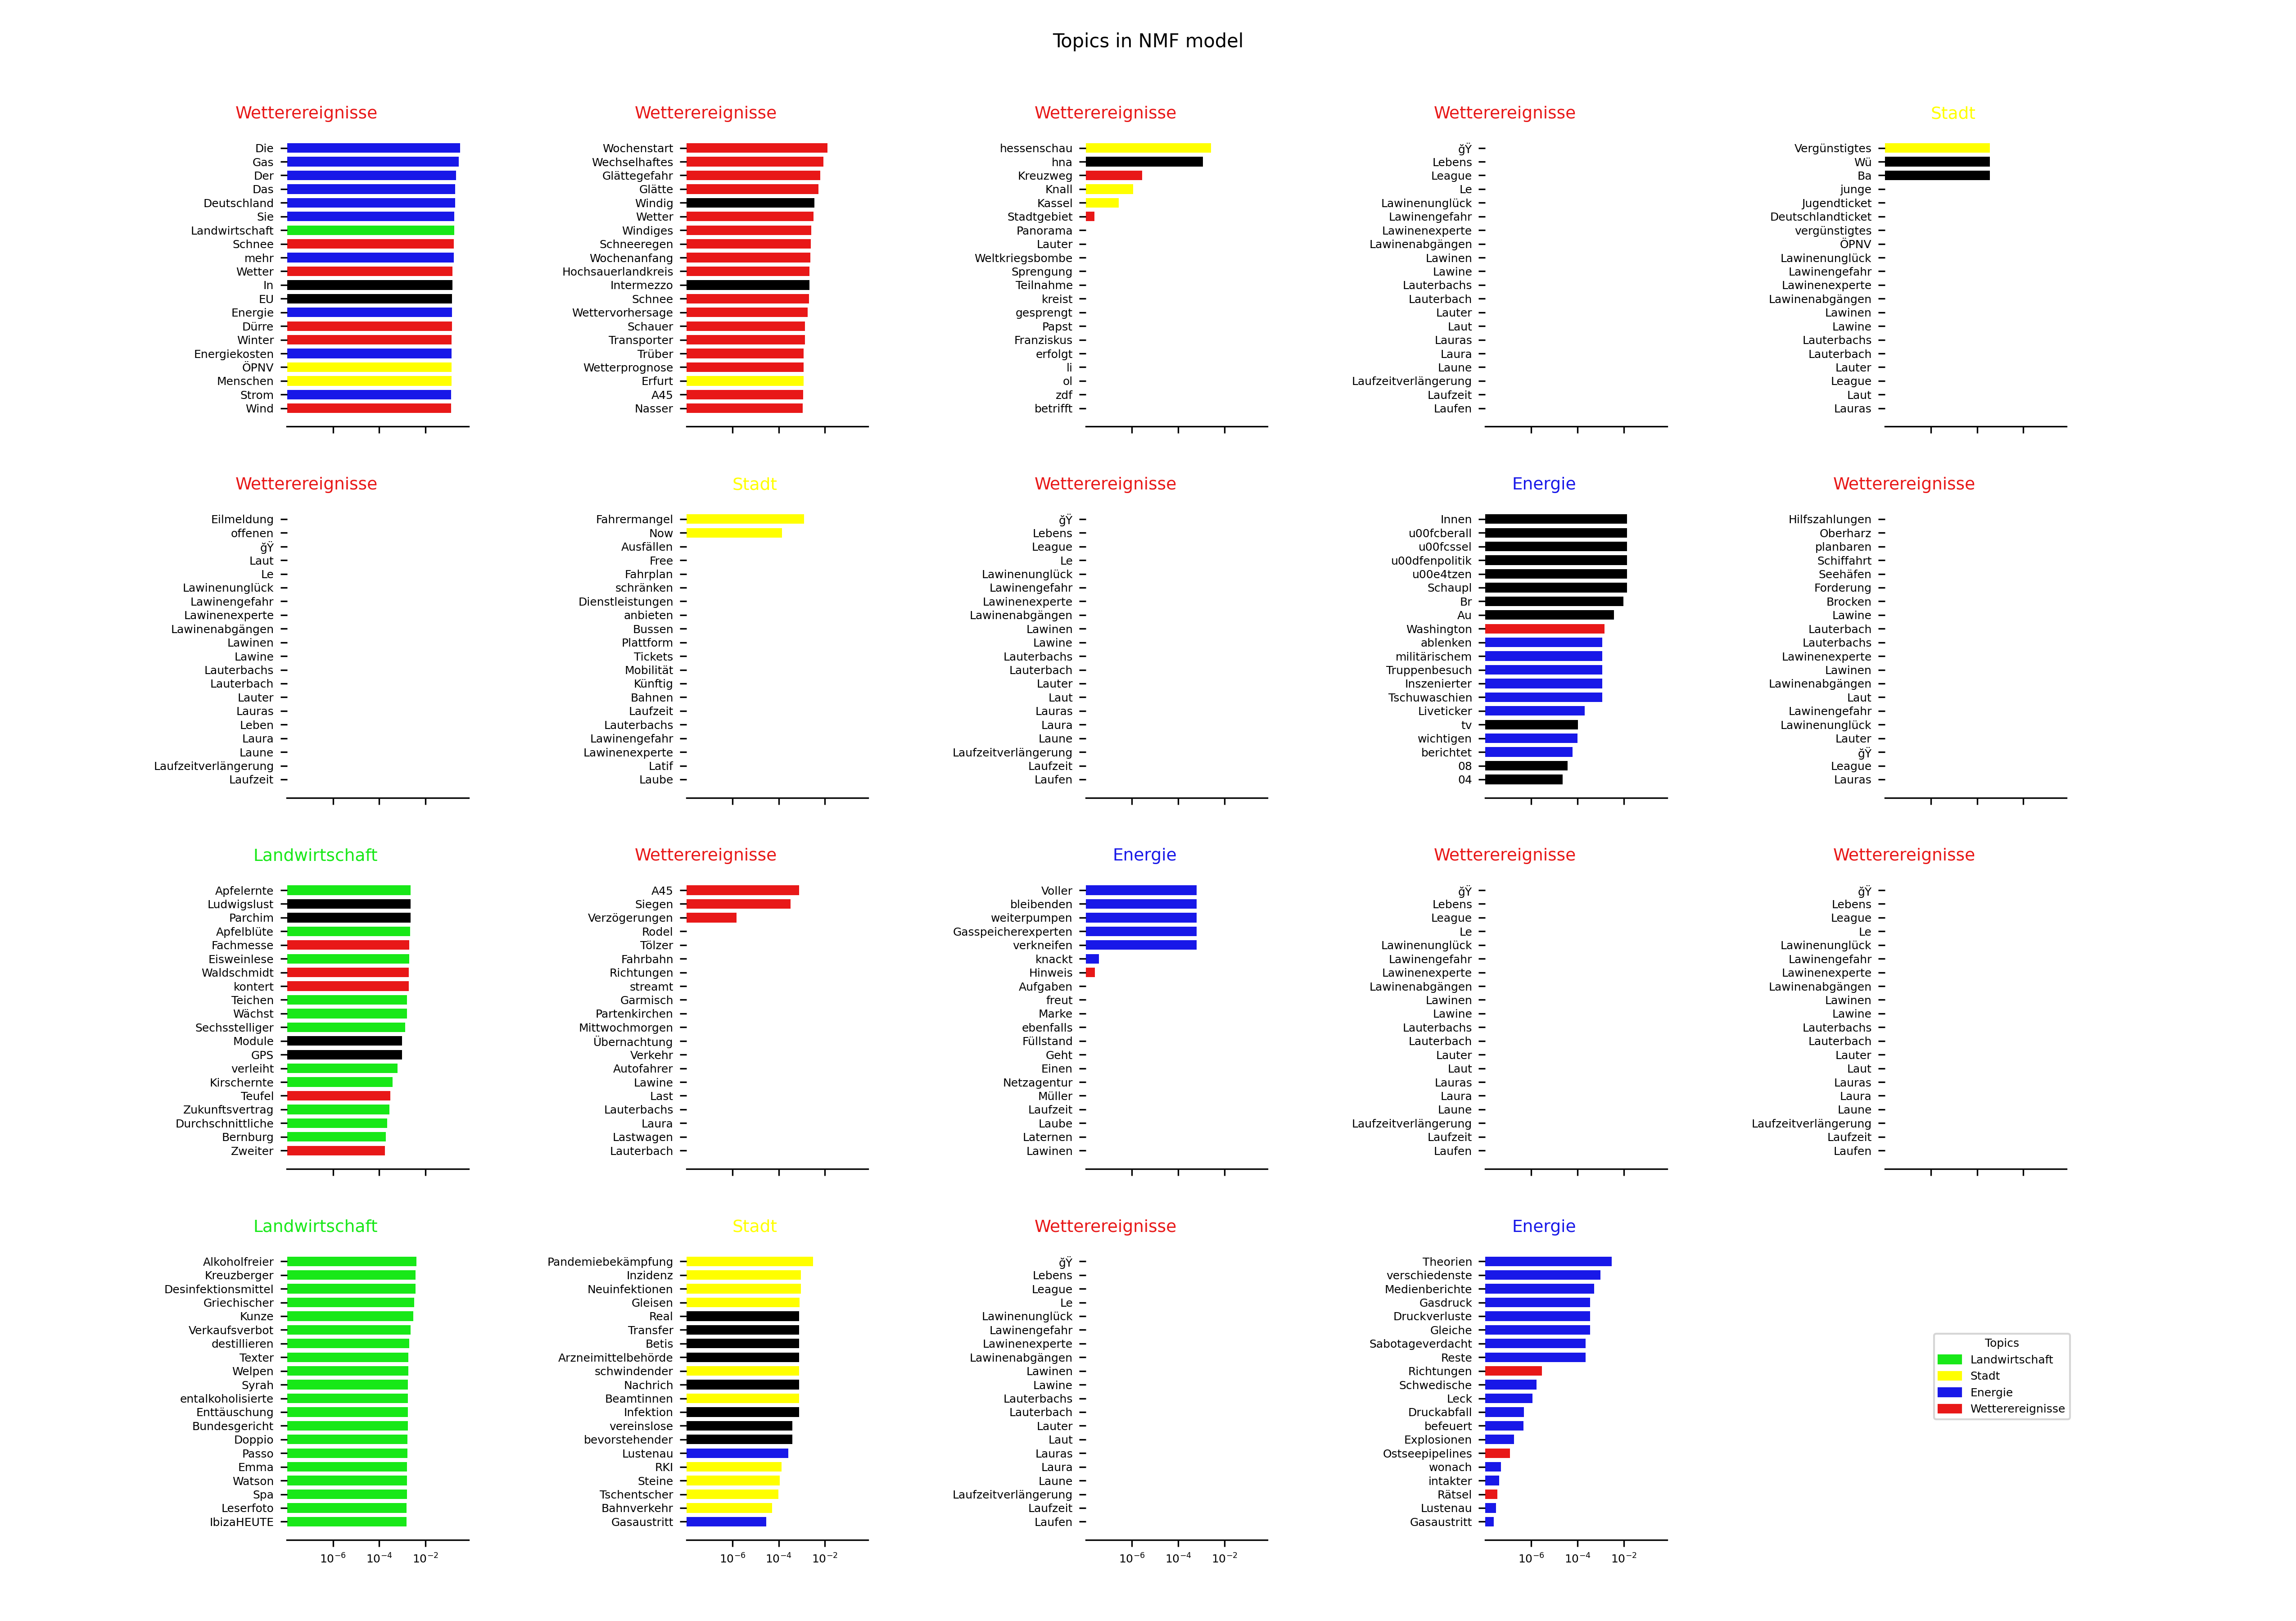 Topics in NMF model
Wetterereignisse
Die
Gas
Der
Das
Deutschland
Sie
Landwirtschaft
Schnee
mehr
Wetter
In
EU
Energie
Dürre
Winter
Energiekosten
ÖPNV
Menschen
Strom
Wind
Wetterereignisse
Wochenstart
Wechselhaftes
Glättegefahr
Glätte
Windig
Wetter
Windiges
Schneeregen
Wochenanfang
Hochsauerlandkreis
Intermezzo
Schnee
Wettervorhersage
Schauer
Transporter
Trüber
Wetterprognose
Erfurt
A45
Nasser
Wetterereignisse
hessenschau
hna
Kreuzweg
Knall
Kassel
Stadtgebiet
Panorama
Lauter
Weltkriegsbombe
Sprengung
Teilnahme
kreist
gesprengt
Papst
Franziskus
erfolgt
li
ol
zdf
betrifft
Wetterereignisse
ğŸ
Lebens
League
Le
Lawinenunglück
Lawinengefahr
Lawinenexperte
Lawinenabgängen
Lawinen
Lawine
Lauterbachs
Lauterbach
Lauter
Laut
Lauras
Laura
Laune
Laufzeitverlängerung
Laufzeit
Laufen
Stadt
Vergünstigtes
Wü
Ba
junge
Jugendticket
Deutschlandticket
vergünstigtes
ÖPNV
Lawinenunglück
Lawinengefahr
Lawinenexperte
Lawinenabgängen
Lawinen
Lawine
Lauterbachs
Lauterbach
Lauter
League
Laut
Lauras
Wetterereignisse
Eilmeldung
offenen
ğŸ
Laut
Le
Lawinenunglück
Lawinengefahr
Lawinenexperte
Lawinenabgängen
Lawinen
Lawine
Lauterbachs
Lauterbach
Lauter
Lauras
Leben
Laura
Laune
Laufzeitverlängerung
Laufzeit
Stadt
Fahrermangel
Now
Ausfällen
Free
Fahrplan
schränken
Dienstleistungen
anbieten
Bussen
Plattform
Tickets
Mobilität
Künftig
Bahnen
Laufzeit
Lauterbachs
Lawinengefahr
Lawinenexperte
Latif
Laube
Wetterereignisse
ğŸ
Lebens
League
Le
Lawinenunglück
Lawinengefahr
Lawinenexperte
Lawinenabgängen
Lawinen
Lawine
Lauterbachs
Lauterbach
Lauter
Laut
Lauras
Laura
Laune
Laufzeitverlängerung
Laufzeit
Laufen
Energie
Innen
u00fcberall
u00fcssel
u00dfenpolitik
u00e4tzen
Schaupl
Br
Au
Washington
ablenken
militärischem
Truppenbesuch
Inszenierter
Tschuwaschien
Liveticker
tv
wichtigen
berichtet
08
04
Wetterereignisse
Hilfszahlungen
Oberharz
planbaren
Schiffahrt
Seehäfen
Forderung
Brocken
Lawine
Lauterbach
Lauterbachs
Lawinenexperte
Lawinen
Lawinenabgängen
Laut
Lawinengefahr
Lawinenunglück
Lauter
ğŸ
League
Lauras
Landwirtschaft
Apfelernte
Ludwigslust
Parchim
Apfelblüte
Fachmesse
Eisweinlese
Waldschmidt
kontert
Teichen
Wächst
Sechsstelliger
Module
GPS
verleiht
Kirschernte
Teufel
Zukunftsvertrag
Durchschnittliche
Bernburg
Zweiter
Wetterereignisse
A45
Siegen
Verzögerungen
Rodel
Tölzer
Fahrbahn
Richtungen
streamt
Garmisch
Partenkirchen
Mittwochmorgen
Übernachtung
Verkehr
Autofahrer
Lawine
Last
Lauterbachs
Laura
Lastwagen
Lauterbach
Energie
Voller
bleibenden
weiterpumpen
Gasspeicherexperten
verkneifen
knackt
Hinweis
Aufgaben
freut
Marke
ebenfalls
Füllstand
Geht
Einen
Netzagentur
Müller
Laufzeit
Laube
Laternen
Lawinen
Wetterereignisse
ğŸ
Lebens
League
Le
Lawinenunglück
Lawinengefahr
Lawinenexperte
Lawinenabgängen
Lawinen
Lawine
Lauterbachs
Lauterbach
Lauter
Laut
Lauras
Laura
Laune
Laufzeitverlängerung
Laufzeit
Laufen
Wetterereignisse
ğŸ
Lebens
League
Le
Lawinenunglück
Lawinengefahr
Lawinenexperte
Lawinenabgängen
Lawinen
Lawine
Lauterbachs
Lauterbach
Lauter
Laut
Lauras
Laura
Laune
Laufzeitverlängerung
Laufzeit
Laufen
Landwirtschaft
Alkoholfreier
Kreuzberger
Desinfektionsmittel
Griechischer
Kunze
Verkaufsverbot
destillieren
Texter
Welpen
Syrah
entalkoholisierte
Enttäuschung
Bundesgericht
Doppio
Passo
Emma
Watson
Spa
Leserfoto
IbizaHEUTE
10⁻⁶ 10⁻⁴ 10⁻²
Stadt
Pandemiebekämpfung
Inzidenz
Neuinfektionen
Gleisen
Real
Transfer
Betis
Arzneimittelbehörde
schwindender
Nachrich
Beamtinnen
Infektion
vereinslose
bevorstehender
Lustenau
RKI
Steine
Tschentscher
Bahnverkehr
Gasaustritt
10⁻⁶ 10⁻⁴ 10⁻²
Wetterereignisse
ğŸ
Lebens
League
Le
Lawinenunglück
Lawinengefahr
Lawinenexperte
Lawinenabgängen
Lawinen
Lawine
Lauterbachs
Lauterbach
Lauter
Laut
Lauras
Laura
Laune
Laufzeitverlängerung
Laufzeit
Laufen
10⁻⁶ 10⁻⁴ 10⁻²
Energie
Theorien
verschiedenste
Medienberichte
Gasdruck
Druckverluste
Gleiche
Sabotageverdacht
Reste
Richtungen
Schwedische
Leck
Druckabfall
befeuert
Explosionen
Ostseepipelines
wonach
intakter
Rätsel
Lustenau
Gasaustritt
10⁻⁶ 10⁻⁴ 10⁻²
Topics
Landwirtschaft
Stadt
Energie
Wetterereignisse